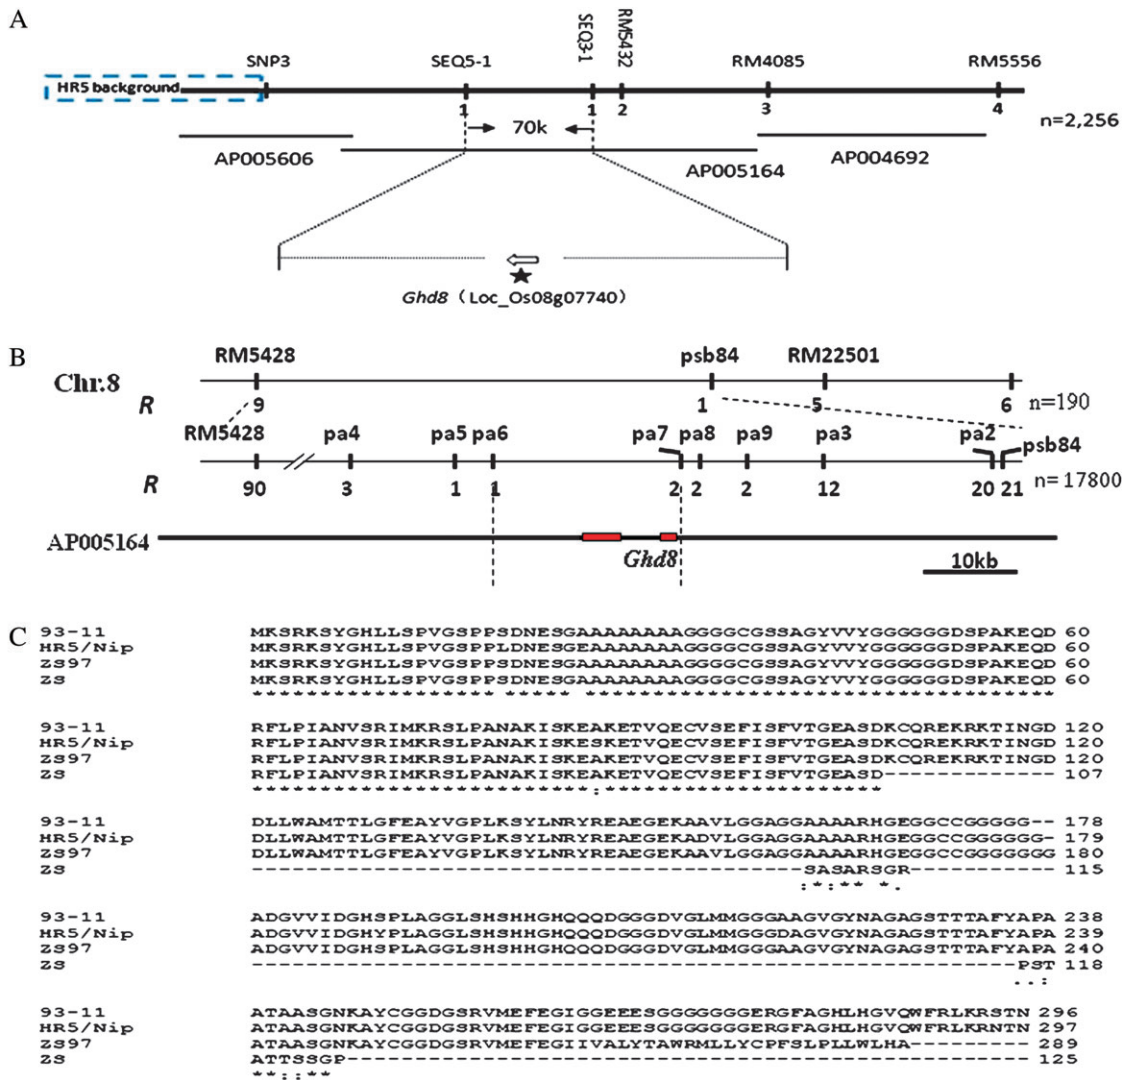 A
SNP3 SEQ5-1 SEQ3-1 RM5432 RM4085 RM5556
HR5 background
1 1 2 3 4
n=2,256
70k
AP005606 AP005164 AP004692
Ghd8 (Loc_Os08g07740)
B
RM5428 psb84 RM22501
Chr.8
R 9 1 5 6 n=190
RM5428 pa4 pa5 pa6 pa7 pa8 pa9 pa3 pa2 psb84
R 90 3 1 1 2 2 2 12 20 21 n=17800
AP005164
Ghd8
10kb
C
93-11 MKSRKSYGHLLSPVGSPPSDNESGAAAAAAAAGGGGCGSSAGYVVYGGGGGGDSPAKEQD 60
HR5/Nip MKSRKSYGHLLSPVGSPPLDNESGEAAAAAAAGGGGCGSSAGYVVYGGGGGGDSPAKEQD 60
ZS97 MKSRKSYGHLLSPVGSPPSDNESGAAAAAAAAGGGGCGSSAGYVVYGGGGGGDSPAKEQD 60
ZS MKSRKSYGHLLSPVGSPPSDNESGAAAAAAAAGGGGCGSSAGYVVYGGGGGGDSPAKEQD 60
****************** ***** ***********************************
93-11 RFLPIANVSRIMKRSLPANAKISKEAKETVQECVSEFISFVTGEASDKCQREKRKTINGD 120
HR5/Nip RFLPIANVSRIMKRSLPANAKISKESKETVQECVSEFISFVTGEASDKCQREKRKTINGD 120
ZS97 RFLPIANVSRIMKRSLPANAKISKEAKETVQECVSEFISFVTGEASDKCQREKRKTINGD 120
ZS RFLPIANVSRIMKRSLPANAKISKEAKETVQECVSEFISFVTGEASD------------- 107
*************************:*********************
93-11 DLLWAMTTLGFEAYVGPLKSYLNRYREAEGEKAAVLGGAGGAAAARHGEGGCCGGGGG-- 178
HR5/Nip DLLWAMTTLGFEAYVGPLKSYLNRYREAEGEKADVLGGAGGAAAARHGEGGCCGGGGGG- 179
ZS97 DLLWAMTTLGFEAYVGPLKSYLNRYREAEGEKAAVLGGAGGAAAARHGEGGCCGGGGGGG 180
ZS -----------------------------------------SASARSGR----------- 115
:*:** *.
93-11 ADGVVIDGHSPLAGGLSHSHHGHQQQDGGGDVGLMMGGGAAGVGYNAGAGSTTTAFYAPA 238
HR5/Nip ADGVVIDGHYPLAGGLSHSHHGHQQQDGGGDVGLMMGGGDAGVGYNAGAGSTTTAFYAPA 239
ZS97 ADGVVIDGHSPLAGGLSHSHHGHQQQDGGGDVGLMMGGGAAGVGYNAGAGSTTTAFYAPA 240
ZS ---------------------------------------------------------PST 118
..:
93-11 ATAASGNKAYCGGDGSRVMEFEGIGGEEESGGGGGGGERGFAGHLHGVQWFRLKRSTN 296
HR5/Nip ATAASGNKAYCGGDGSRVMEFEGIGGEEESGGGGGGGERGFAGHLHGVQWFRLKRNTN 297
ZS97 ATAASGNKAYCGGDGSRVMEFEGIIVALYTAWRMLLYCPFSLPLLWLHA--------- 289
ZS ATTSSGP--------------------------------------------------- 125
**::**